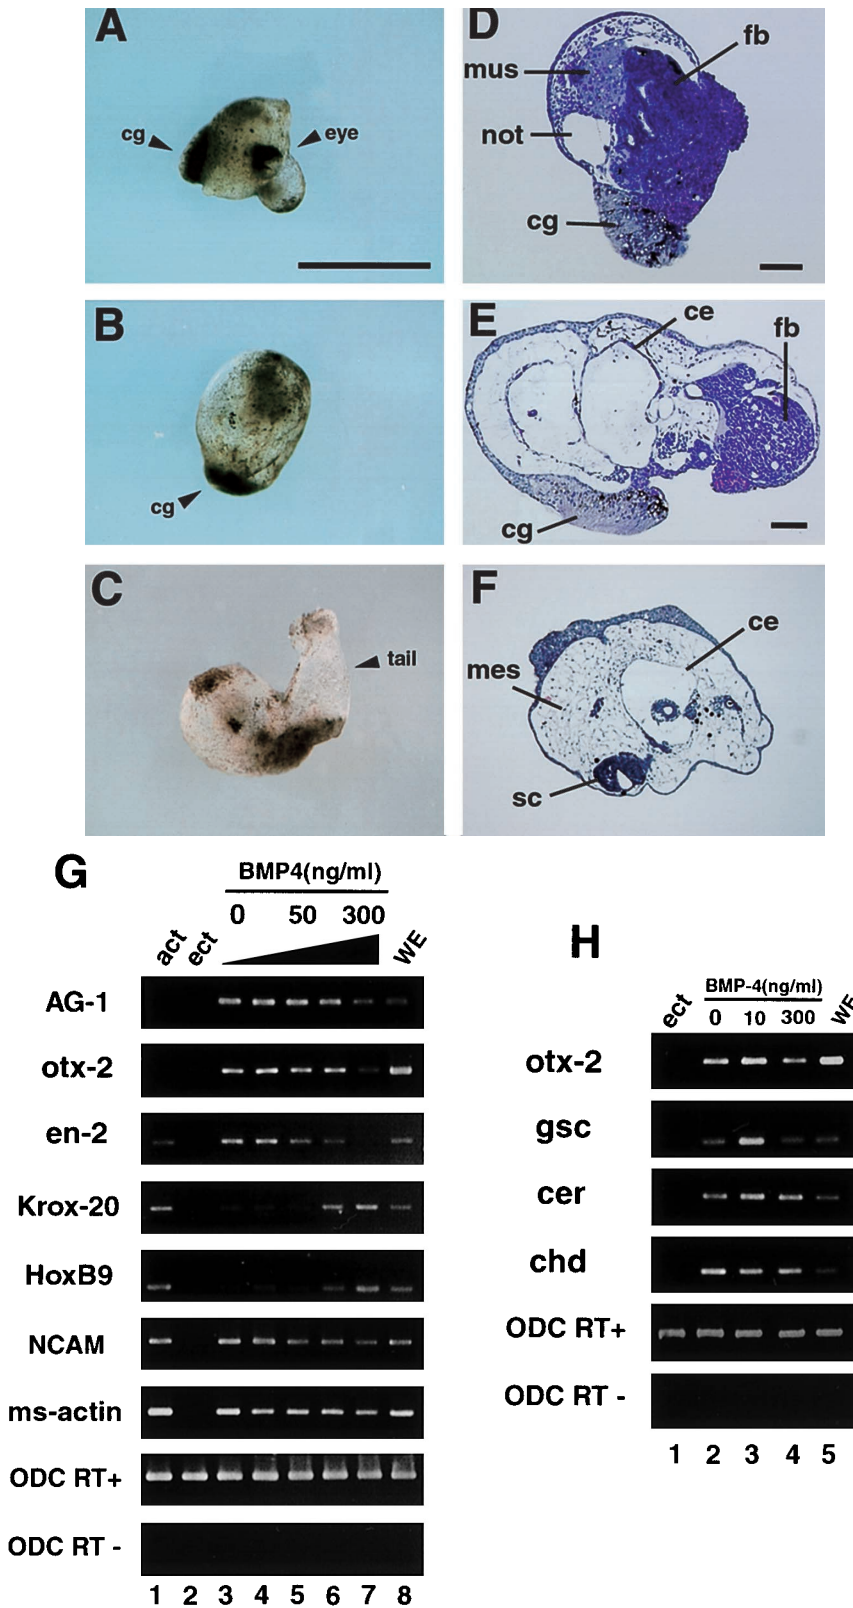 A
cg
eye
D
mus
fb
not
cg
B
cg
E
ce
fb
cg
C
tail
F
ce
mes
sc
G
BMP4(ng/ml)
0 50 300
act ect WE
AG-1
otx-2
en-2
Krox-20
HoxB9
NCAM
ms-actin
ODC RT+
ODC RT -
1 2 3 4 5 6 7 8
H
BMP-4(ng/ml)
ect 0 10 300 WE
otx-2
gsc
cer
chd
ODC RT+
ODC RT -
1 2 3 4 5